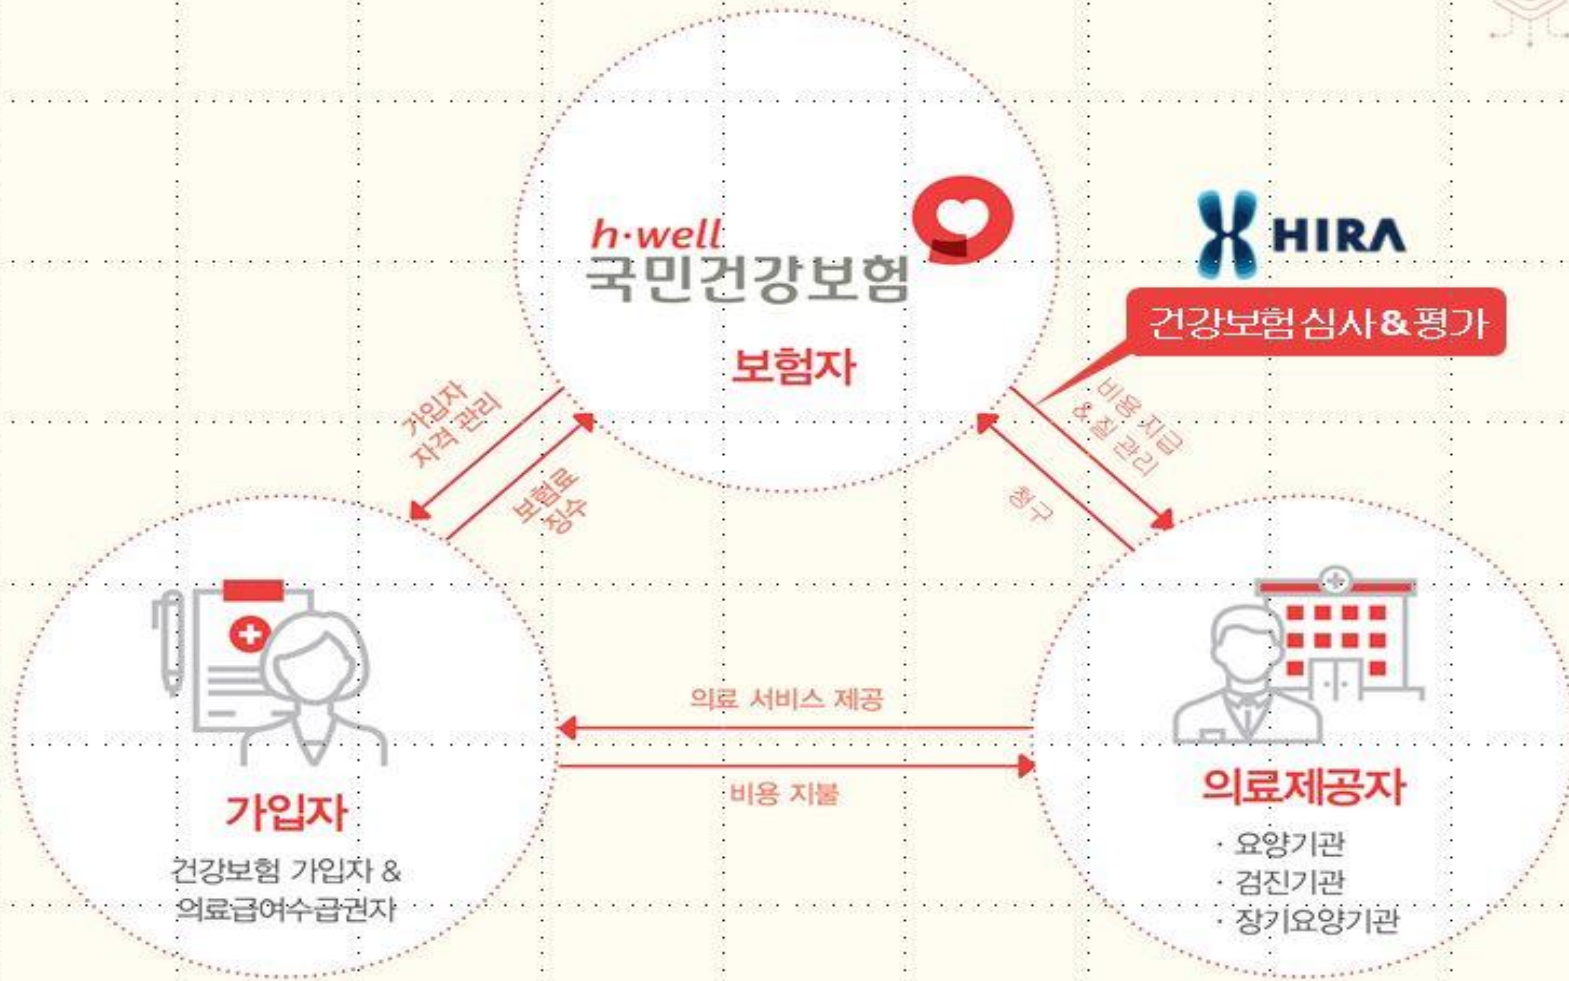 h·well
국민건강보험
보험자
HIRA
건강보험심사&평가
가입자
자격 관리
보험료
징수
비용 지급
& 질 관리
청구
의료 서비스 제공
비용 지불
가입자
건강보험 가입자 &
의료급여수급권자
의료제공자
· 요양기관
· 검진기관
· 장기요양기관